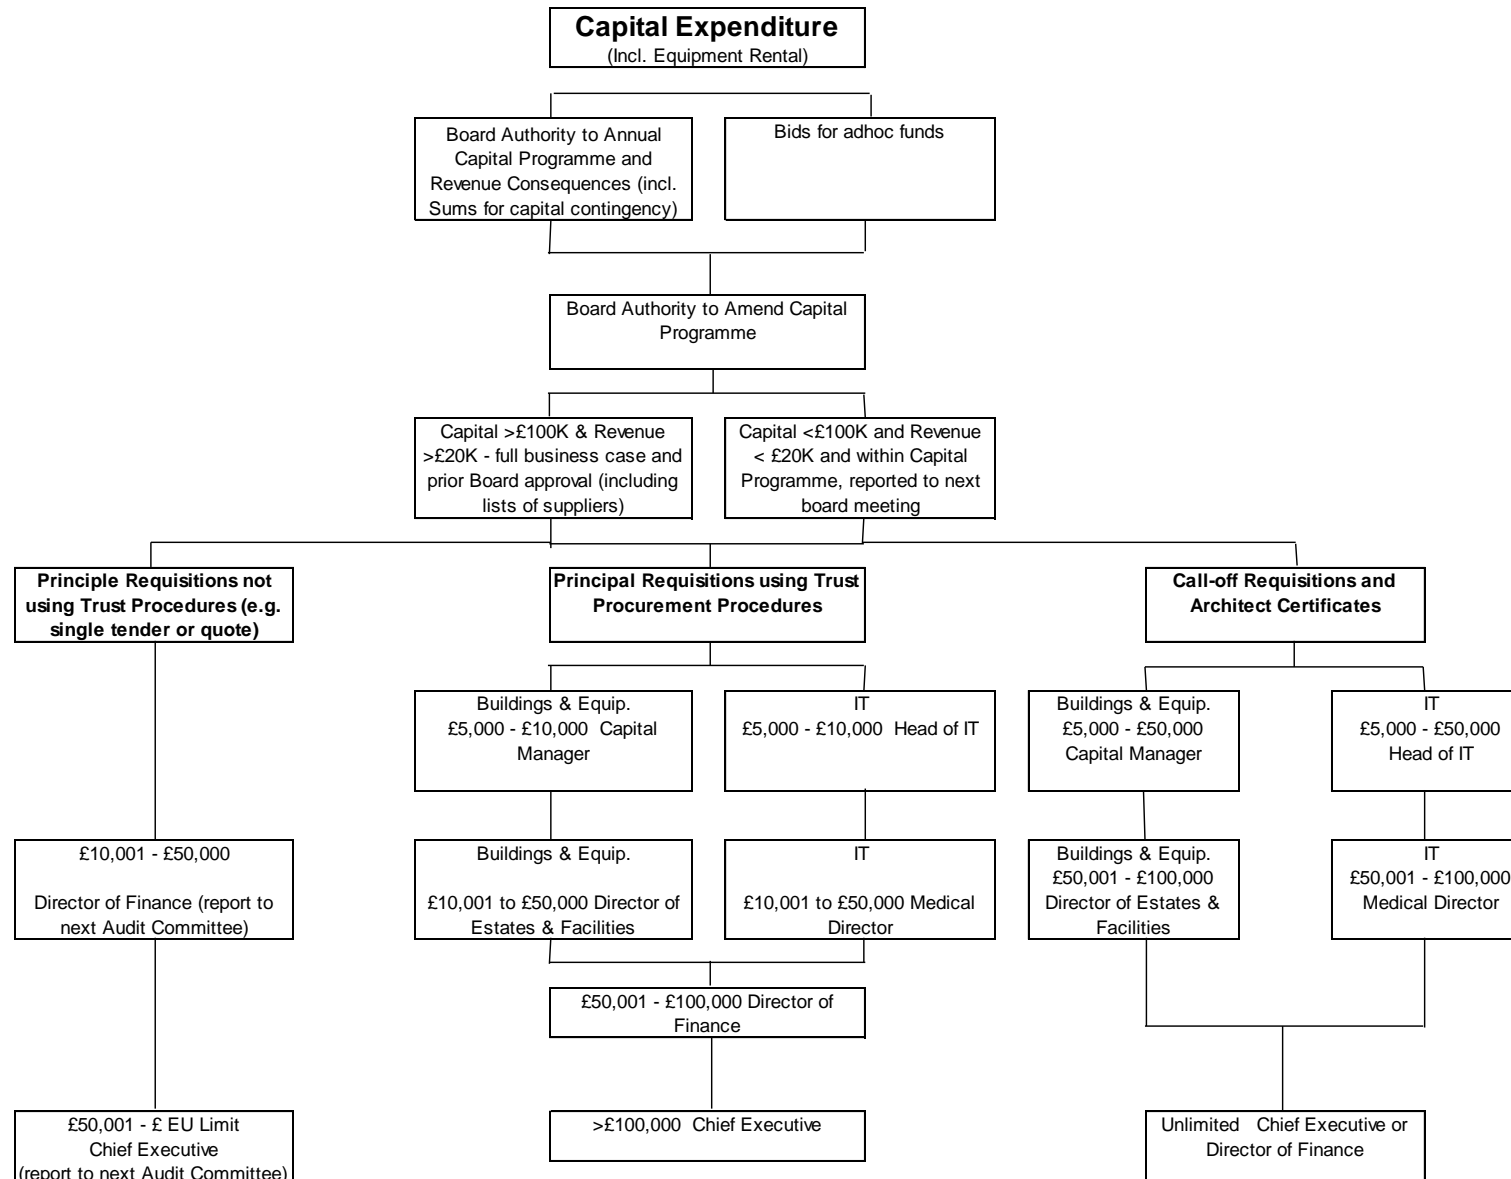 Capital Expenditure
(Incl. Equipment Rental)
Board Authority to Annual
Capital Programme and
Revenue Consequences (incl.
Sums for capital contingency)
Bids for adhoc funds
Board Authority to Amend Capital
Programme
Capital >£100K & Revenue
>£20K - full business case and
prior Board approval (including
lists of suppliers)
Capital <£100K and Revenue
< £20K and within Capital
Programme, reported to next
board meeting
Principle Requisitions not
using Trust Procedures (e.g.
single tender or quote)
Principal Requisitions using Trust
Procurement Procedures
Call-off Requisitions and
Architect Certificates
Buildings & Equip.
£5,000 - £10,000  Capital
Manager
IT
£5,000 - £10,000  Head of IT
Buildings & Equip.
£5,000 - £50,000
Capital Manager
IT
£5,000 - £50,000
Head of IT
£10,001 - £50,000
Director of Finance (report to
next Audit Committee)
Buildings & Equip.
£10,001 to £50,000 Director of
Estates & Facilities
IT
£10,001 to £50,000 Medical
Director
Buildings & Equip.
£50,001 - £100,000
Director of Estates &
Facilities
IT
£50,001 - £100,000
Medical Director
£50,001 - £100,000 Director of
Finance
£50,001 - £ EU Limit
Chief Executive
(report to next Audit Committee)
>£100,000  Chief Executive
Unlimited   Chief Executive or
Director of Finance